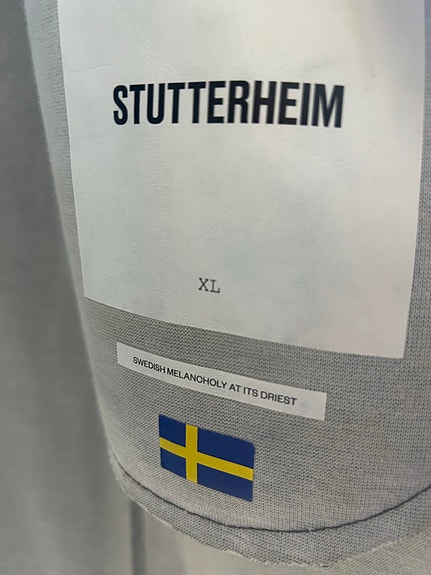 STUTTERHEIM
XL
SWEDISH MELANCHOLY AT ITS DRIEST